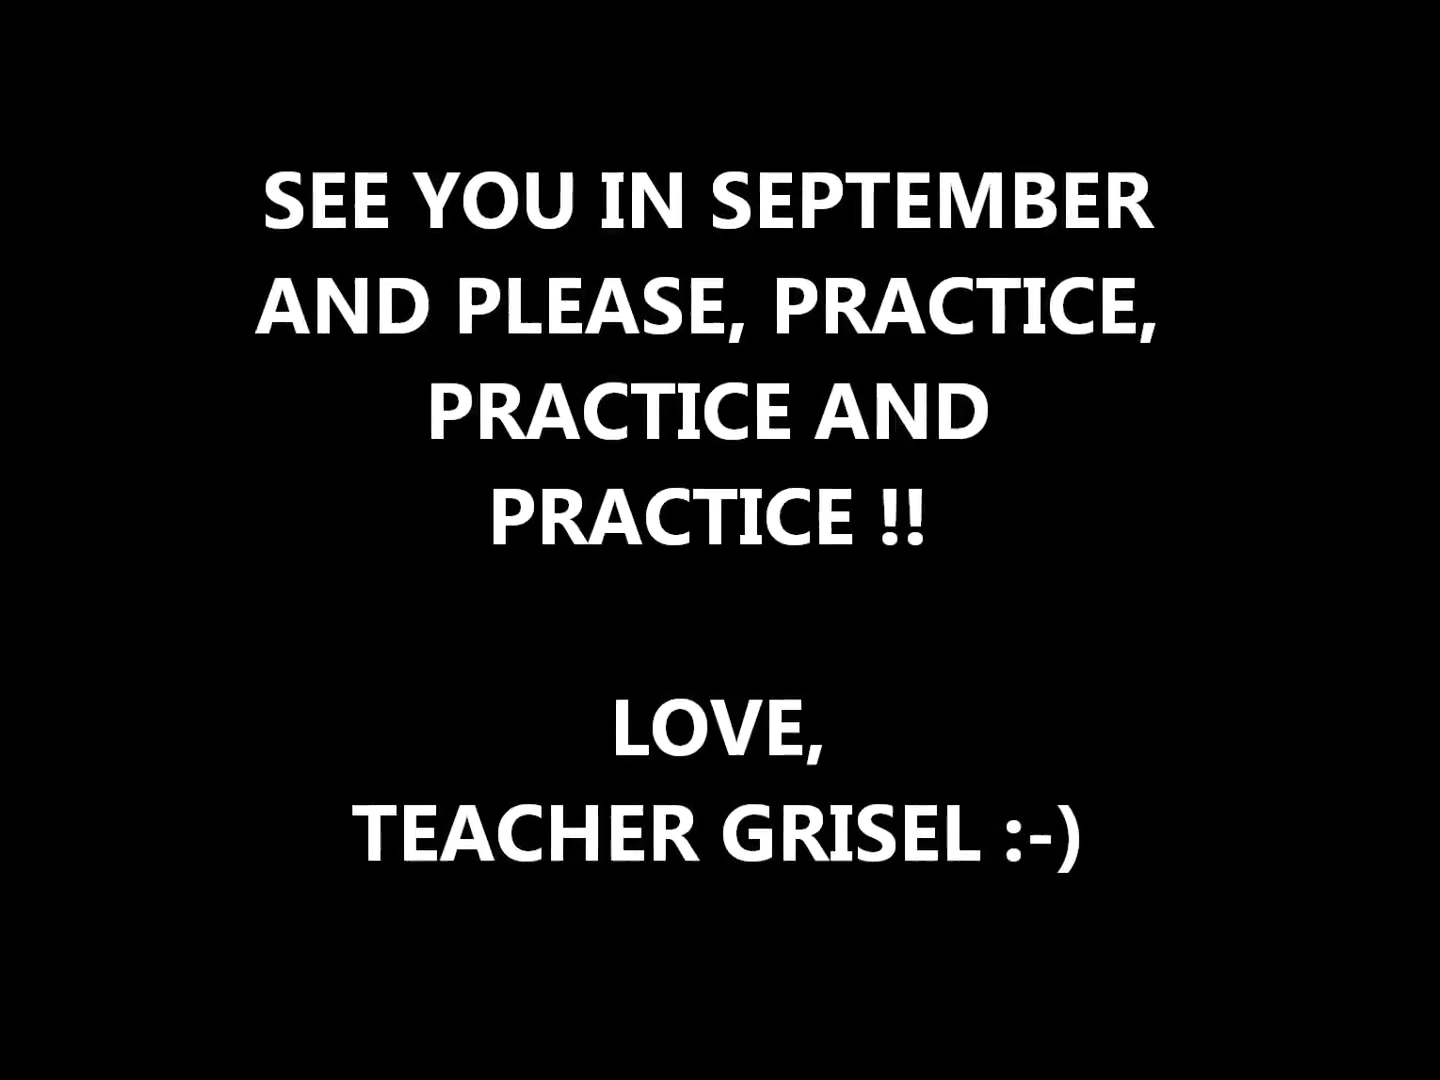 SEE YOU IN SEPTEMBER
AND PLEASE, PRACTICE,
PRACTICE AND
PRACTICE !!
LOVE,
TEACHER GRISEL :-)